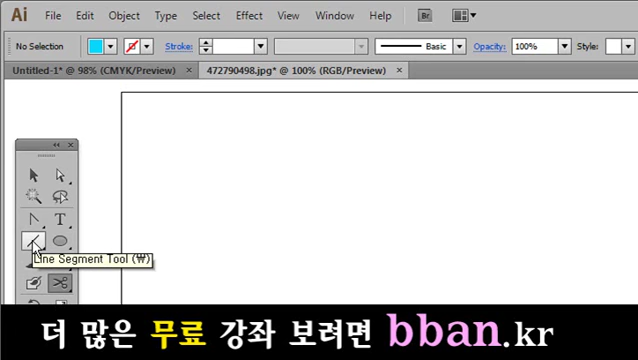 Ai File Edit Object Type Select Effect View Window Help Br
No Selection Stroke: Basic Opacity: 100% Style:
Untitled-1* @ 98% (CMYK/Preview) × 472790498.jpg* @ 100% (RGB/Preview) ×
T
Line Segment Tool (₩)
더 많은 무료 강좌 보려면 bban.kr